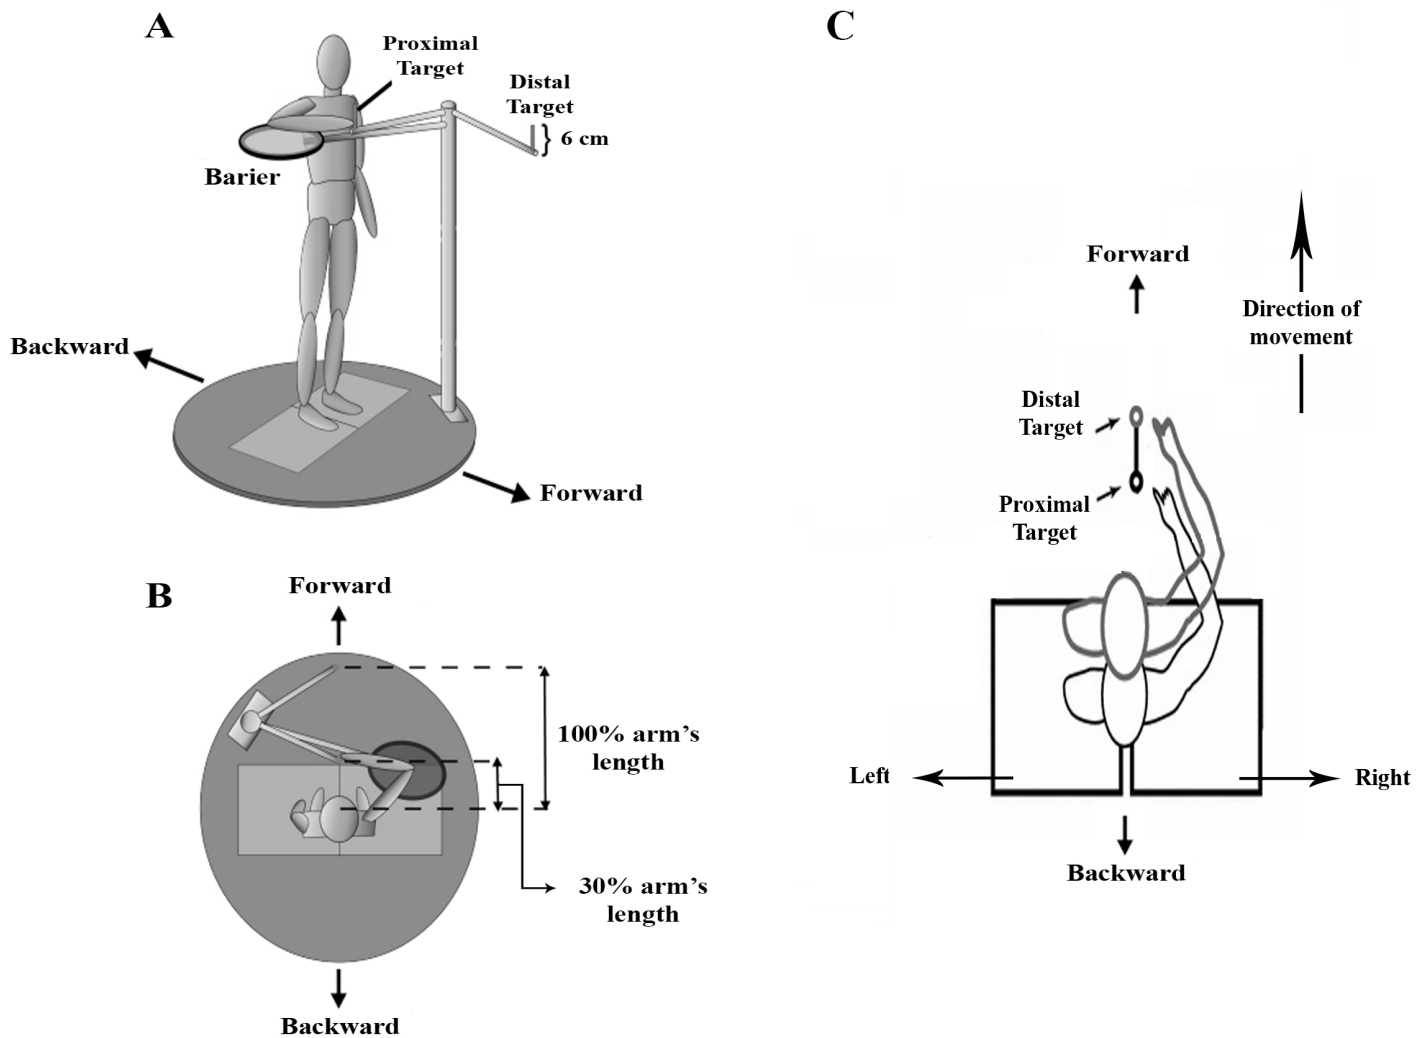 A
Proximal
Target
Distal
Target
6 cm
Barier
Backward
Forward
B
Forward
100% arm's
length
30% arm's
length
Backward
C
Forward
Direction of
movement
Distal
Target
Proximal
Target
Left
Right
Backward